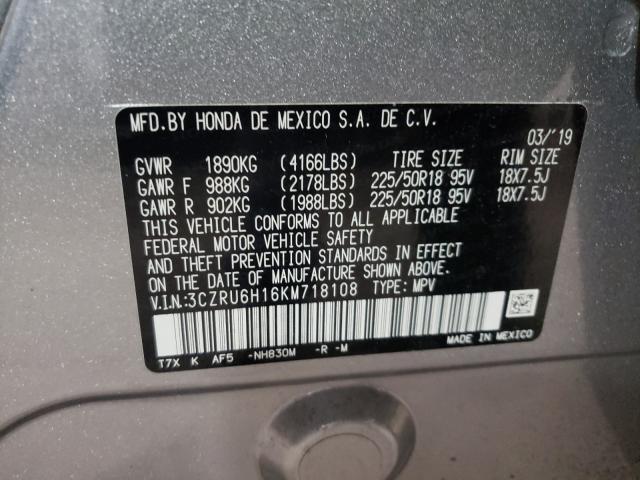 MFD.BY HONDA DE MEXICO S.A. DE C.V.
03/'19
GVWR 1890KG (4166LBS) TIRE SIZE RIM SIZE
GAWR F 988KG (2178LBS) 225/50R18 95V 18X7.5J
GAWR R 902KG (1988LBS) 225/50R18 95V 18X7.5J
THIS VEHICLE CONFORMS TO ALL APPLICABLE
FEDERAL MOTOR VEHICLE SAFETY
AND THEFT PREVENTION STANDARDS IN EFFECT
ON THE DATE OF MANUFACTURE SHOWN ABOVE.
V.I.N.:3CZRU6H16KM718108 TYPE: MPV
T7X K AF5 -NH830M -R -M
MADE IN MEXICO